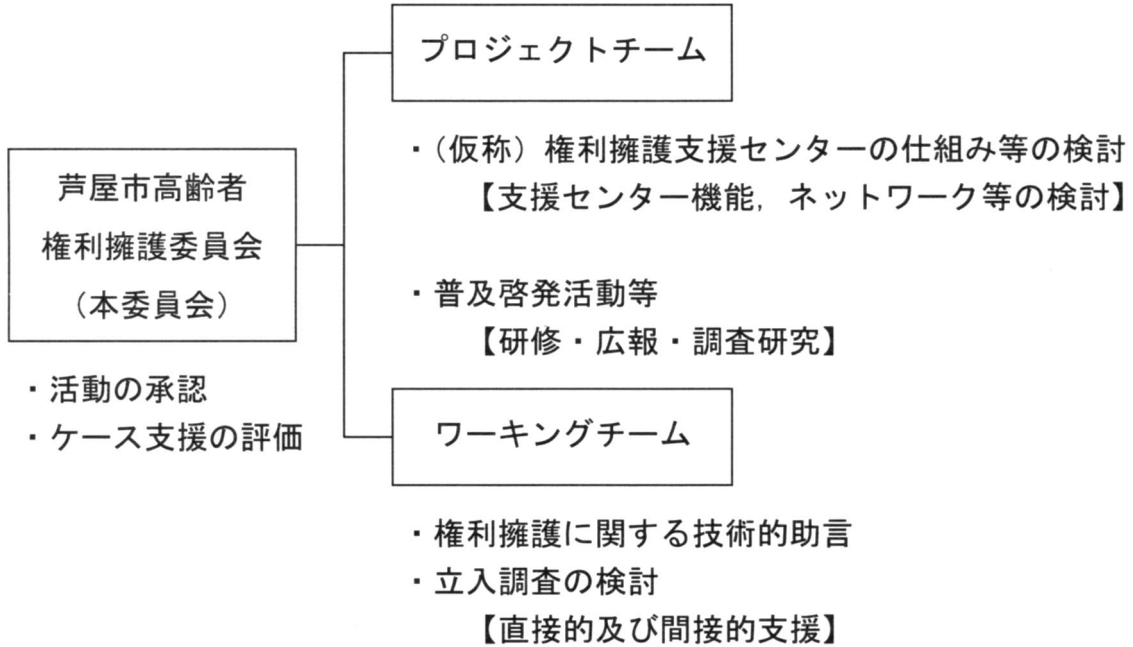 プロジェクトチーム
・(仮称)権利擁護支援センターの仕組み等の検討
【支援センター機能,ネットワーク等の検討】
芦屋市高齢者
権利擁護委員会
(本委員会)
・普及啓発活動等
【研修・広報・調査研究】
・活動の承認
・ケース支援の評価
ワーキングチーム
・権利擁護に関する技術的助言
・立入調査の検討
【直接的及び間接的支援】